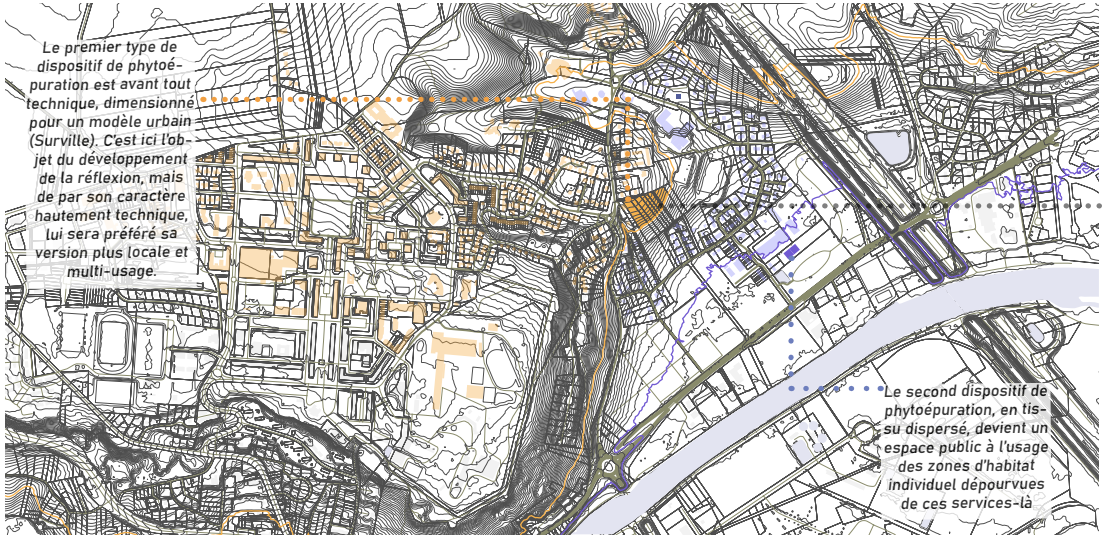 Le premier type de
dispositif de phytoé-
puration est avant tout
technique, dimensionné
pour un modèle urbain
(Surville). C'est ici l'ob-
jet du développement
de la réflexion, mais
de par son caractère
hautement technique,
lui sera préféré sa
version plus locale et
multi-usage.
Le second dispositif de
phytoépuration, en tis-
su dispersé, devient un
espace public à l'usage
des zones d'habitat
individuel dépourvues
de ces services-là